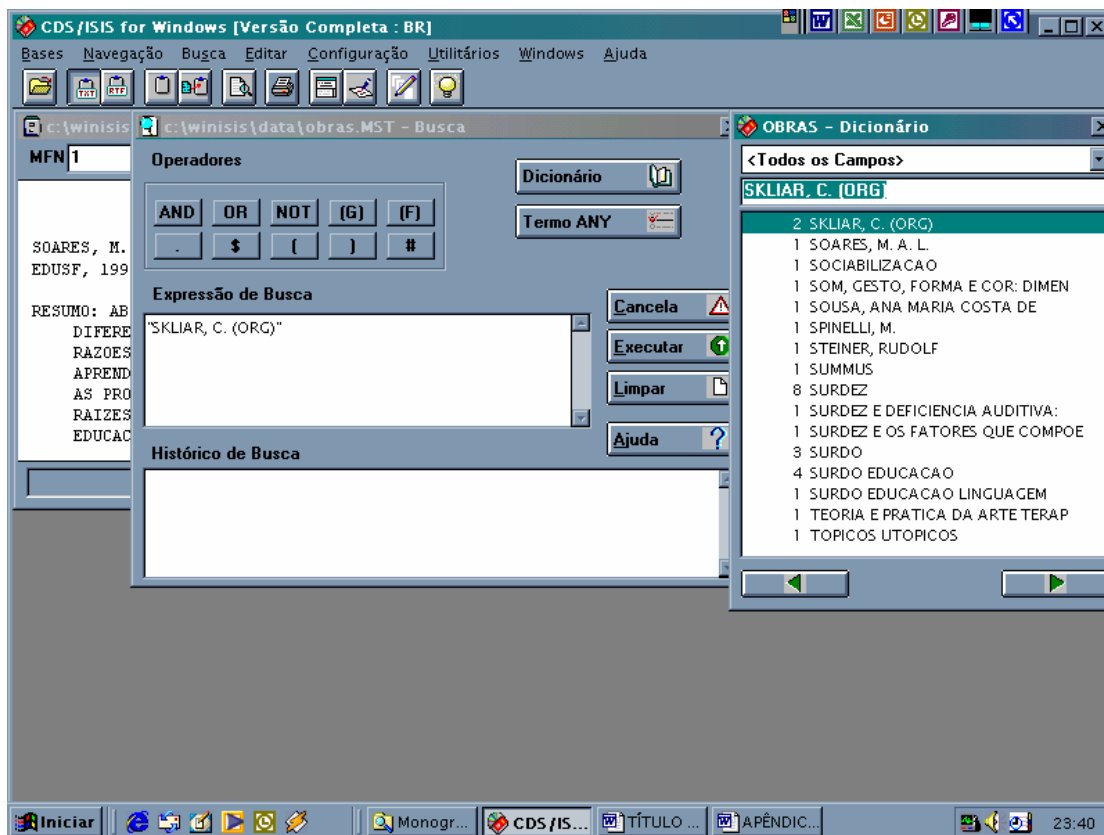 CDS/ISIS for Windows [Versão Completa : BR]
Bases Navegação Busca Editar Configuração Utilitários Windows Ajuda
c:\winisis
MFN 1
SOARES, M.
EDUSF, 199
RESUMO: AB
DIFERE
RAZOES
APREND
AS PRO
RAIZES
EDUCAC
c:\winisis\data\obras.MST - Busca
Operadores
AND OR NOT (G) (F)
. $ ( ) #
Dicionário
Termo ANY
Expressão de Busca
"SKLIAR, C. (ORG)"
Cancela
Executar
Limpar
Ajuda
Histórico de Busca
OBRAS - Dicionário
<Todos os Campos>
SKLIAR, C. (ORG)
2 SKLIAR, C. (ORG)
1 SOARES, M. A. L.
1 SOCIABILIZACAO
1 SOM, GESTO, FORMA E COR: DIMEN
1 SOUSA, ANA MARIA COSTA DE
1 SPINELLI, M.
1 STEINER, RUDOLF
1 SUMMUS
8 SURDEZ
1 SURDEZ E DEFICIENCIA AUDITIVA:
1 SURDEZ E OS FATORES QUE COMPOE
3 SURDO
4 SURDO EDUCACAO
1 SURDO EDUCACAO LINGUAGEM
1 TEORIA E PRATICA DA ARTE TERAP
1 TOPICOS UTOPICOS
Iniciar Monogr... CDS/IS... TÍTULO ... APÊNDIC... 23:40